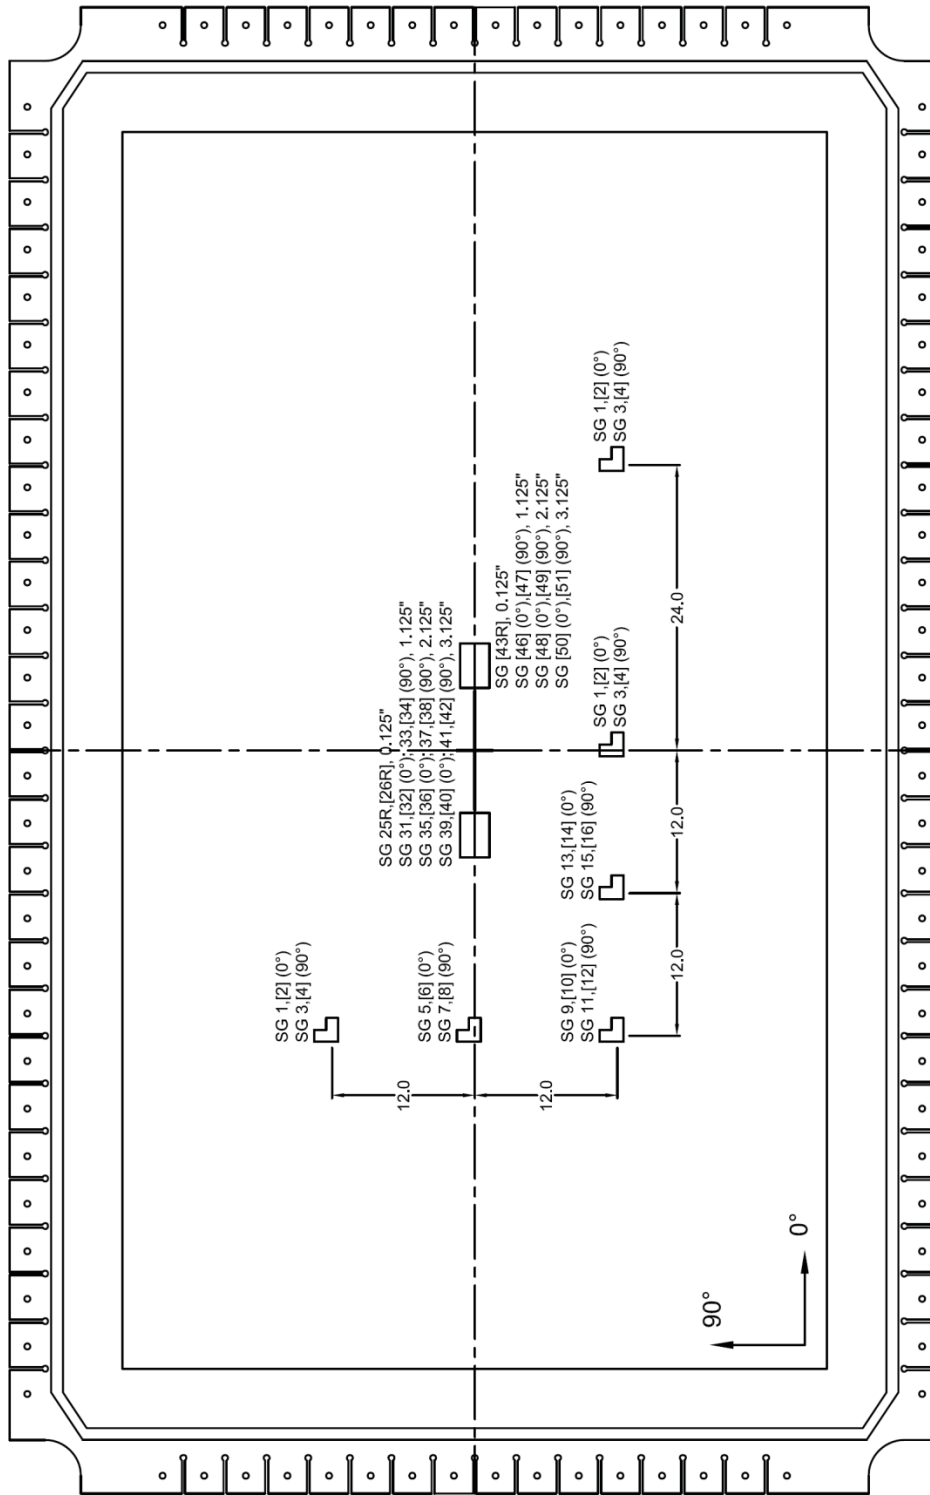 SG 1,[2] (0°)
SG 3,[4] (90°)
12.0
SG 5,[6] (0°)
SG 7,[8] (90°)
12.0
SG 9,[10] (0°)
SG 11,[12] (90°)
12.0
SG 13,[14] (0°)
SG 15,[16] (90°)
12.0
SG 1,[2] (0°)
SG 3,[4] (90°)
24.0
SG 1,[2] (0°)
SG 3,[4] (90°)
SG 25R,[26R], 0.125"
SG 31,[32] (0°); 33,[34] (90°), 1.125"
SG 35,[36] (0°); 37,[38] (90°), 2.125"
SG 39,[40] (0°); 41,[42] (90°), 3.125"
SG [43R], 0.125"
SG [46] (0°),[47] (90°), 1.125"
SG [48] (0°),[49] (90°), 2.125"
SG [50] (0°),[51] (90°), 3.125"
90°
0°